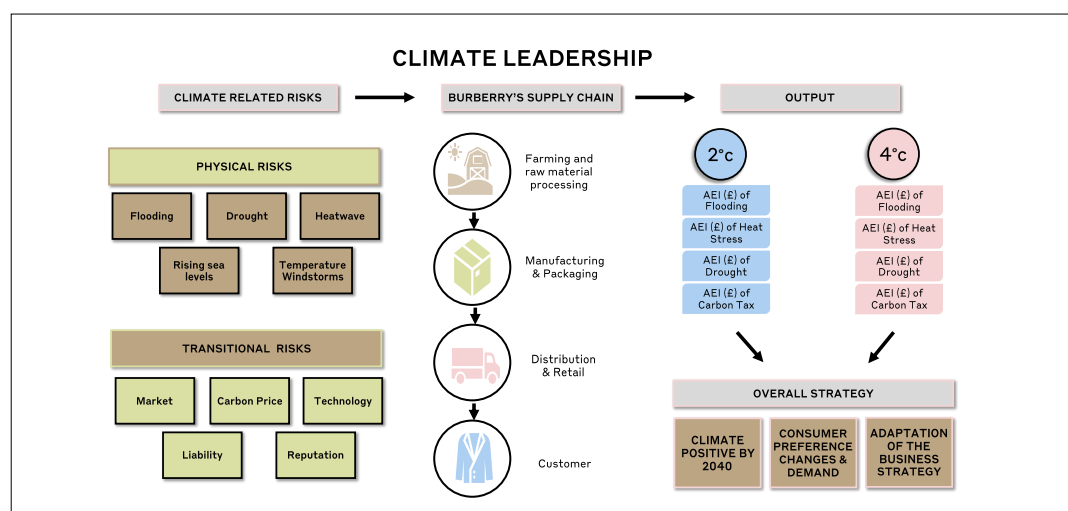 CLIMATE LEADERSHIP
CLIMATE RELATED RISKS
BURBERRY'S SUPPLY CHAIN
OUTPUT
PHYSICAL RISKS
Flooding
Drought
Heatwave
Rising sea
levels
Temperature
Windstorms
TRANSITIONAL RISKS
Market
Carbon Price
Technology
Liability
Reputation
Farming and
raw material
processing
Manufacturing
& Packaging
Distribution
& Retail
Customer
2°c
AEI (£) of
Flooding
AEI (£) of Heat
Stress
AEI (£) of
Drought
AEI (£) of
Carbon Tax
4°c
AEI (£) of
Flooding
AEI (£) of Heat
Stress
AEI (£) of
Drought
AEI (£) of
Carbon Tax
OVERALL STRATEGY
CLIMATE
POSITIVE BY
2040
CONSUMER
PREFERENCE
CHANGES &
DEMAND
ADAPTATION
OF THE
BUSINESS
STRATEGY